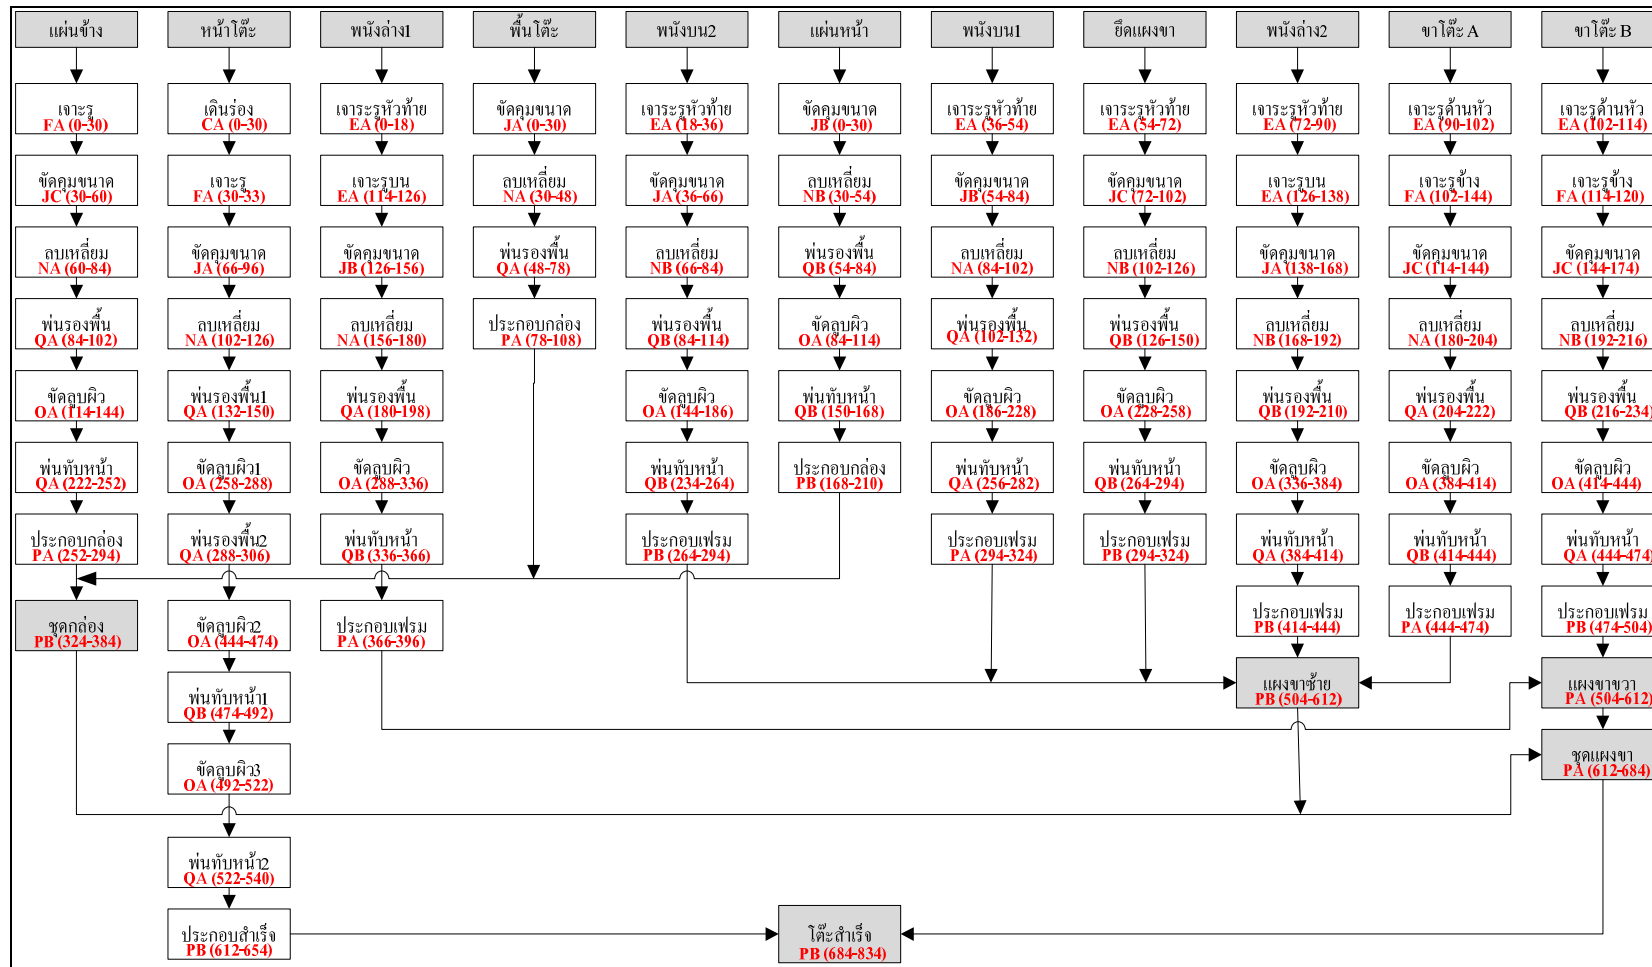 แผ่นข้าง
หน้าโต๊ะ
พนังล่าง1
พื้นโต๊ะ
พนังบน2
แผ่นหน้า
พนังบน1
ยึดแผงขา
พนังล่าง2
ขาโต๊ะ A
ขาโต๊ะ B
เจาะรู
FA (0-30)
เดินร่อง
CA (0-30)
เจาระรูหัวท้าย
EA (0-18)
ขัดคุมขนาด
JA (0-30)
เจาระรูหัวท้าย
EA (18-36)
ขัดคุมขนาด
JB (0-30)
เจาระรูหัวท้าย
EA (36-54)
เจาระรูหัวท้าย
EA (54-72)
เจาระรูหัวท้าย
EA (72-90)
เจาะรูด้านหัว
EA (90-102)
เจาะรูด้านหัว
EA (102-114)
ขัดคุมขนาด
JC (30-60)
เจาะรู
FA (30-33)
เจาะรูบน
EA (114-126)
ลบเหลี่ยม
NA (30-48)
ขัดคุมขนาด
JA (36-66)
ลบเหลี่ยม
NB (30-54)
ขัดคุมขนาด
JB (54-84)
ขัดคุมขนาด
JC (72-102)
เจาะรูบน
EA (126-138)
เจาะรูข้าง
FA (102-144)
เจาะรูข้าง
FA (114-120)
ลบเหลี่ยม
NA (60-84)
ขัดคุมขนาด
JA (66-96)
ขัดคุมขนาด
JB (126-156)
พ่นรองพื้น
QA (48-78)
ลบเหลี่ยม
NB (66-84)
พ่นรองพื้น
QB (54-84)
ลบเหลี่ยม
NA (84-102)
ลบเหลี่ยม
NB (102-126)
ขัดคุมขนาด
JA (138-168)
ขัดคุมขนาด
JC (114-144)
ขัดคุมขนาด
JC (144-174)
พ่นรองพื้น
QA (84-102)
ลบเหลี่ยม
NA (102-126)
ลบเหลี่ยม
NA (156-180)
ประกอบกล่อง
PA (78-108)
พ่นรองพื้น
QB (84-114)
ขัดลูบผิว
OA (84-114)
พ่นรองพื้น
QA (102-132)
พ่นรองพื้น
QB (126-150)
ลบเหลี่ยม
NB (168-192)
ลบเหลี่ยม
NA (180-204)
ลบเหลี่ยม
NB (192-216)
ขัดลูบผิว
OA (114-144)
พ่นรองพื้น1
QA (132-150)
พ่นรองพื้น
QA (180-198)
ขัดลูบผิว
OA (144-186)
พ่นทับหน้า
QB (150-168)
ขัดลูบผิว
OA (186-228)
ขัดลูบผิว
OA (228-258)
พ่นรองพื้น
QB (192-210)
พ่นรองพื้น
QA (204-222)
พ่นรองพื้น
QB (216-234)
พ่นทับหน้า
QA (222-252)
ขัดลูบผิว1
OA (258-288)
ขัดลูบผิว
OA (288-336)
พ่นทับหน้า
QB (234-264)
ประกอบกล่อง
PB (168-210)
พ่นทับหน้า
QA (256-282)
พ่นทับหน้า
QB (264-294)
ขัดลูบผิว
OA (336-384)
ขัดลูบผิว
OA (384-414)
ขัดลูบผิว
OA (414-444)
ประกอบกล่อง
PA (252-294)
พ่นรองพื้น2
QA (288-306)
พ่นทับหน้า
QB (336-366)
ประกอบเฟรม
PB (264-294)
ประกอบเฟรม
PA (294-324)
ประกอบเฟรม
PB (294-324)
พ่นทับหน้า
QA (384-414)
พ่นทับหน้า
QB (414-444)
พ่นทับหน้า
QA (444-474)
ชุดกล่อง
PB (324-384)
ขัดลูบผิว2
OA (444-474)
ประกอบเฟรม
PA (366-396)
ประกอบเฟรม
PB (414-444)
ประกอบเฟรม
PA (444-474)
ประกอบเฟรม
PB (474-504)
พ่นทับหน้า1
QB (474-492)
แผงขาซ้าย
PB (504-612)
แผงขาขวา
PA (504-612)
ขัดลูบผิว3
OA (492-522)
ชุดแผงขา
PA (612-684)
พ่นทับหน้า2
QA (522-540)
ประกอบสำเร็จ
PB (612-654)
โต๊ะสำเร็จ
PB (684-834)